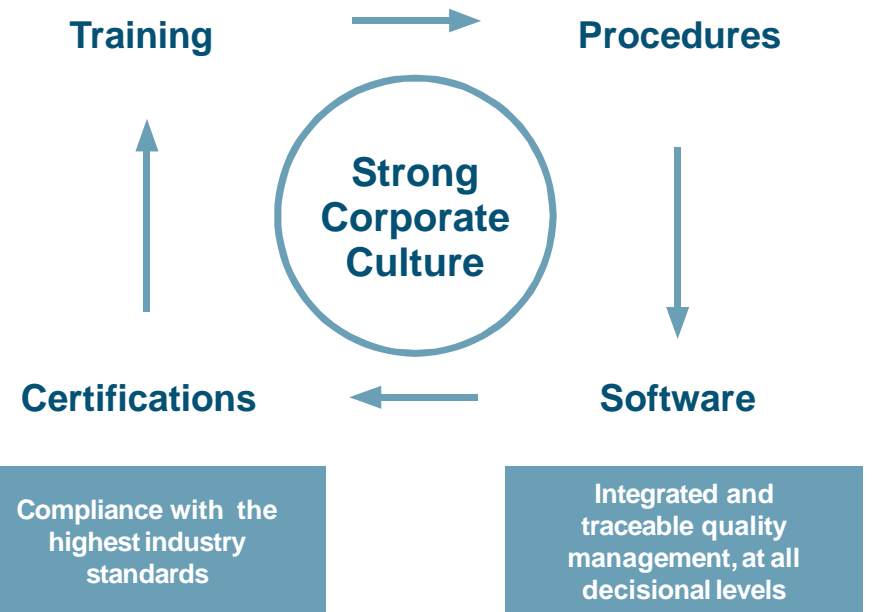 Training
Procedures
Strong
Corporate
Culture
Certifications
Software
Compliance with the
highest industry
standards
Integrated and
traceable quality
management, at all
decisional levels